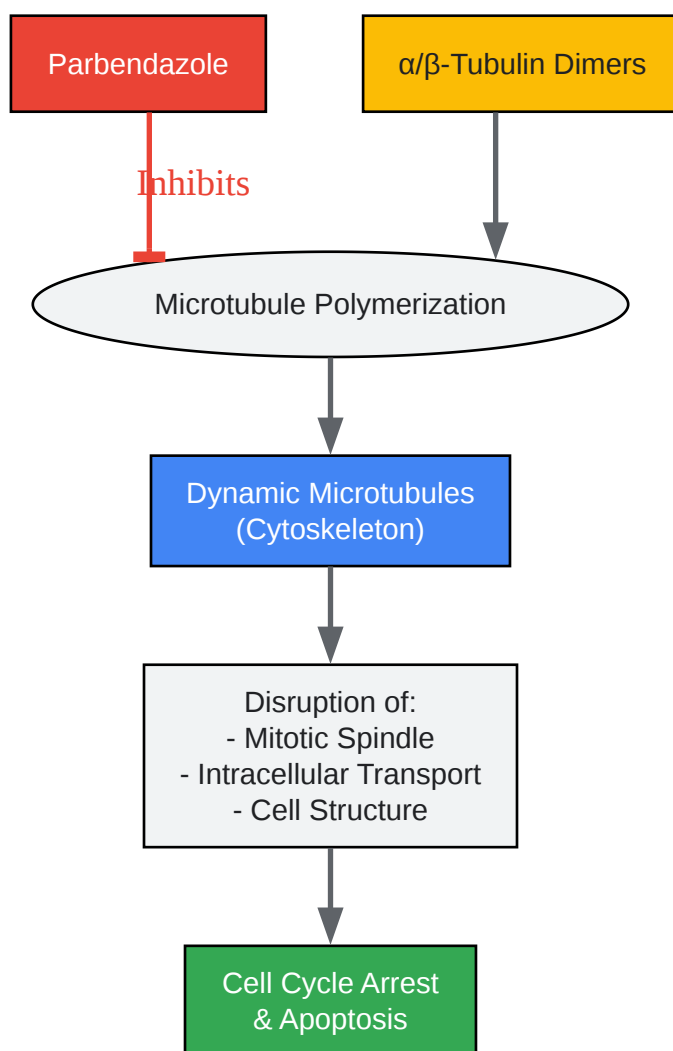 Parbendazole
α/β-Tubulin Dimers
Inhibits
Microtubule Polymerization
Dynamic Microtubules
(Cytoskeleton)
Disruption of:
- Mitotic Spindle
- Intracellular Transport
- Cell Structure
Cell Cycle Arrest
& Apoptosis